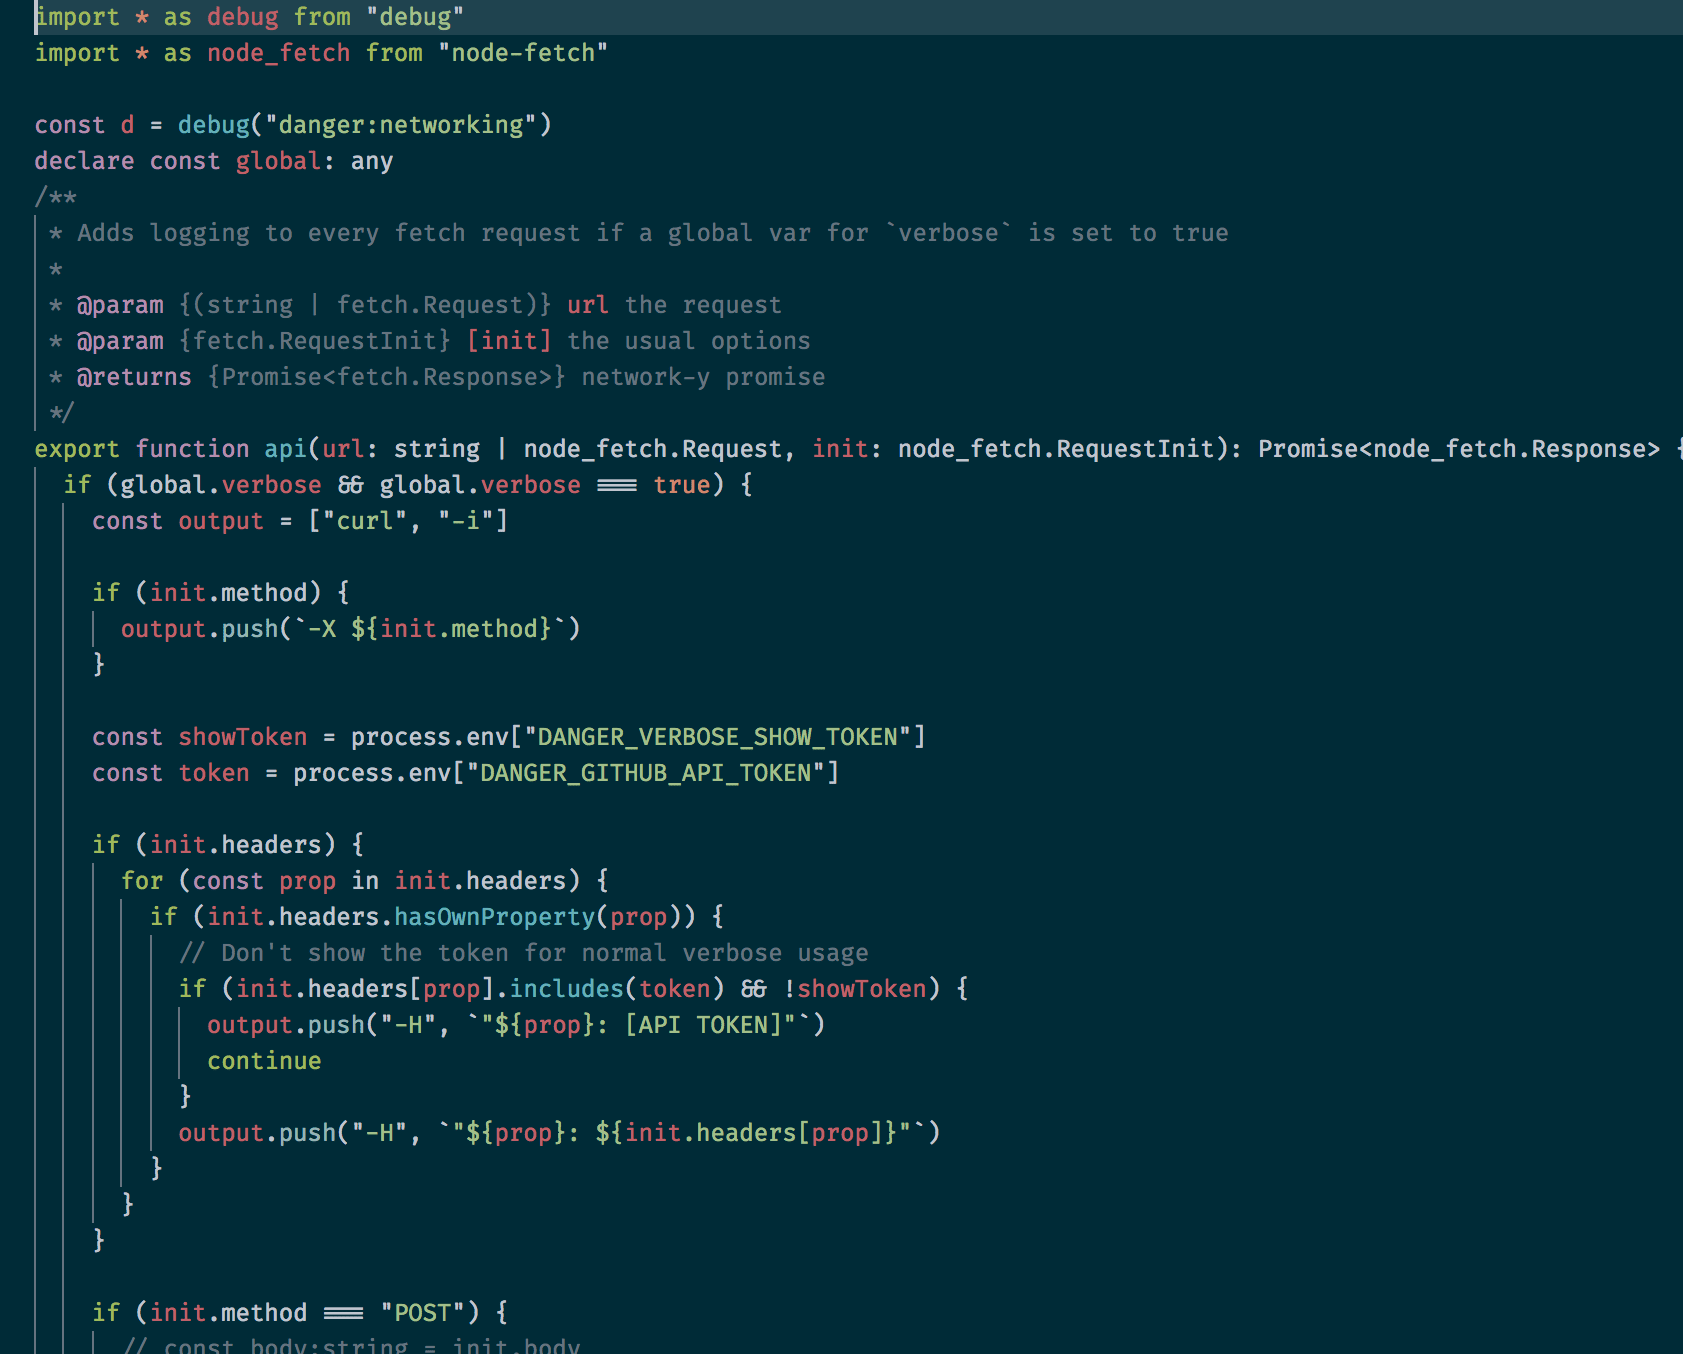 import * as debug from "debug"
import * as node_fetch from "node-fetch"

const d = debug("danger:networking")
declare const global: any
/**
 * Adds logging to every fetch request if a global var for `verbose` is set to true
 *
 * @param {(string | fetch.Request)} url the request
 * @param {fetch.RequestInit} [init] the usual options
 * @returns {Promise<fetch.Response>} network-y promise
 */
export function api(url: string | node_fetch.Request, init: node_fetch.RequestInit): Promise<node_fetch.Response> {
  if (global.verbose && global.verbose === true) {
    const output = ["curl", "-i"]

    if (init.method) {
      output.push(`-X ${init.method}`)
    }

    const showToken = process.env["DANGER_VERBOSE_SHOW_TOKEN"]
    const token = process.env["DANGER_GITHUB_API_TOKEN"]

    if (init.headers) {
      for (const prop in init.headers) {
        if (init.headers.hasOwnProperty(prop)) {
          // Don't show the token for normal verbose usage
          if (init.headers[prop].includes(token) && !showToken) {
            output.push("-H", `"${prop}: [API TOKEN]"`)
            continue
          }
          output.push("-H", `"${prop}: ${init.headers[prop]}"`)
        }
      }
    }

    if (init.method === "POST") {
      // const body:string = init.body